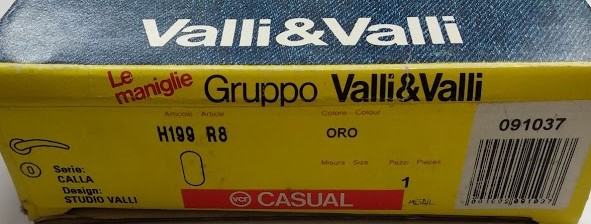 Valli&Valli
Le maniglie Gruppo Valli&Valli
Articolo - Article
H199 R8
Colore - Colour
ORO
091037
D
Serie:
CALLA
Design:
STUDIO VALLI
Misura - Size
Pezzi - Pieces
1
VCR CASUAL